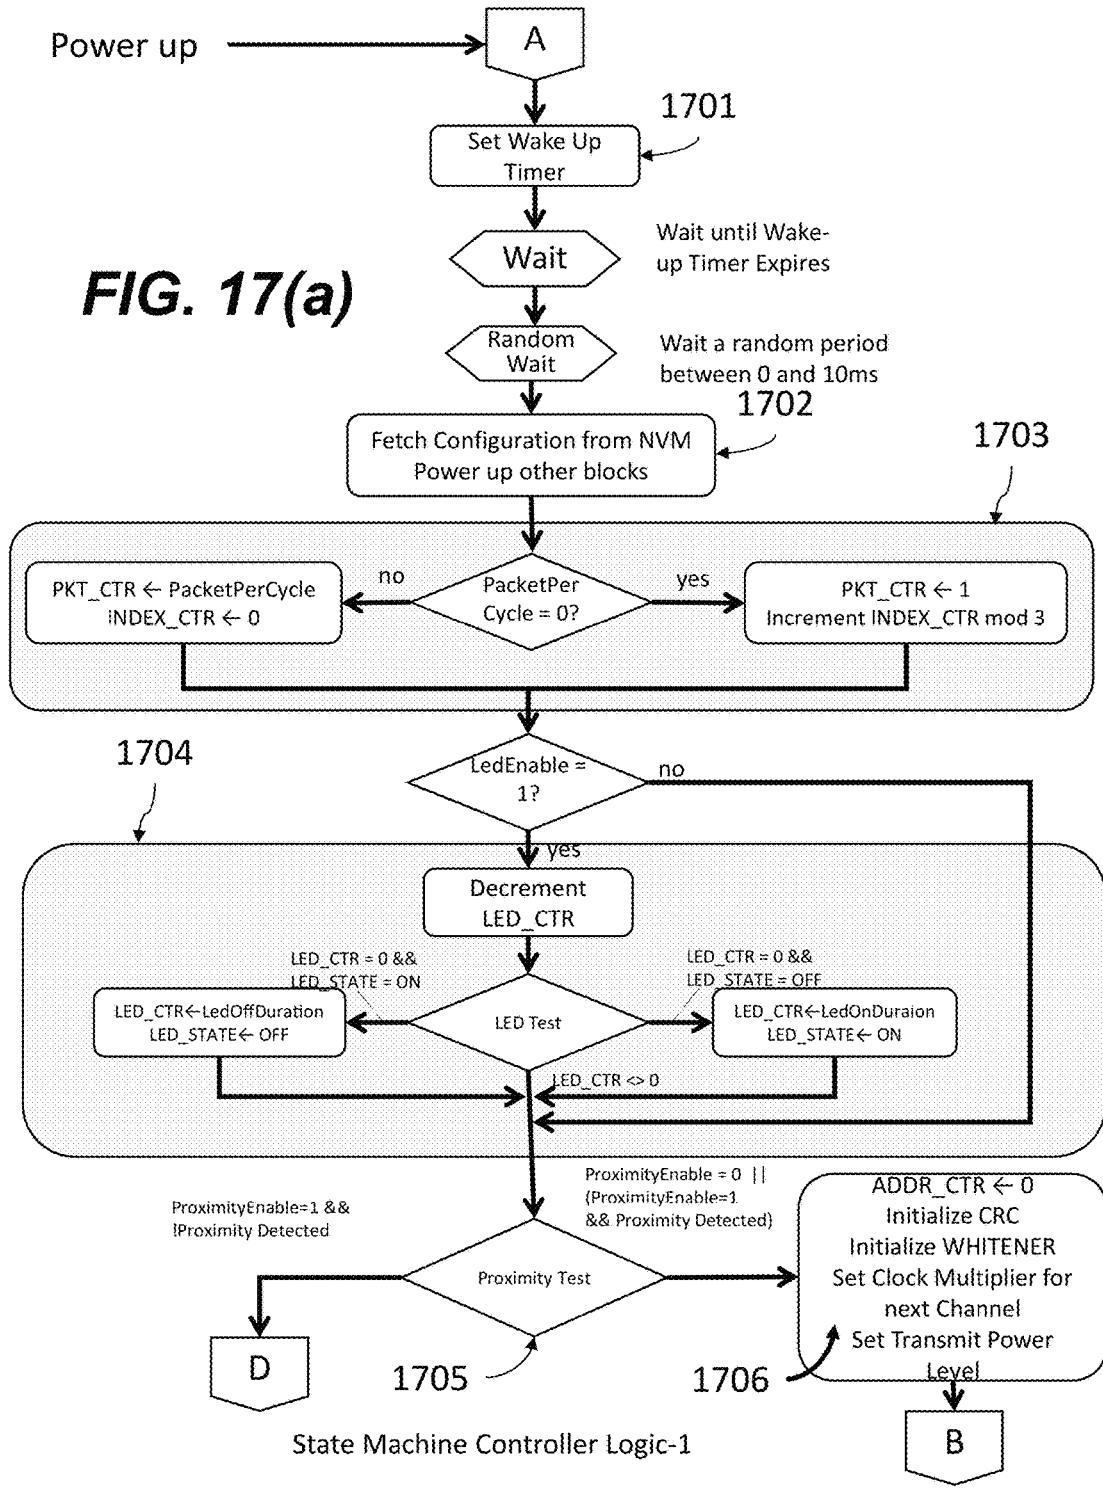 Power up
A
1701
Set Wake Up
Timer
Wait
Wait until Wake-
up Timer Expires
FIG. 17(a)
Random
Wait
Wait a random period
between 0 and 10ms
1702
Fetch Configuration from NVM
Power up other blocks
1703
PKT_CTR ← PacketPerCycle
INDEX_CTR ← 0
no
PacketPer
Cycle = 0?
yes
PKT_CTR ← 1
Increment INDEX_CTR mod 3
1704
LedEnable =
1?
no
yes
Decrement
LED_CTR
LED_CTR = 0 &&
LED_STATE = ON
LED_CTR = 0 &&
LED_STATE = OFF
LED_CTR←LedOffDuration
LED_STATE← OFF
LED Test
LED_CTR←LedOnDuraion
LED_STATE← ON
LED_CTR <> 0
ProximityEnable=1 &&
!Proximity Detected
ProximityEnable = 0 ||
(ProximityEnable=1
&& Proximity Detected)
Proximity Test
ADDR_CTR ← 0
Initialize CRC
Initialize WHITENER
Set Clock Multiplier for
next Channel
Set Transmit Power
Level
D
1705
1706
B
State Machine Controller Logic-1